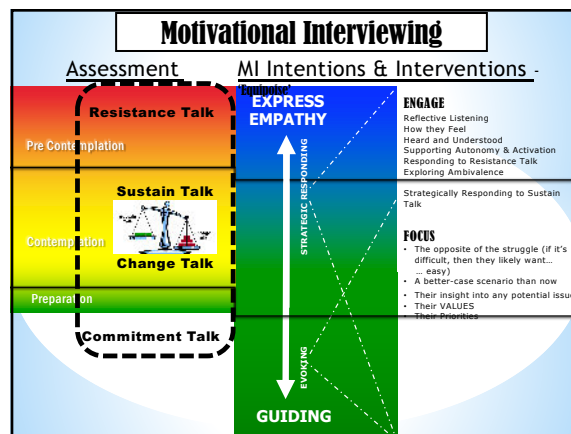 Motivational Interviewing
Assessment
MI Intentions & Interventions -
'Equipoise'
Resistance Talk
Pre Contemplation
Sustain Talk
Contemplation
Change Talk
Preparation
Commitment Talk
EXPRESS
EMPATHY
STRATEGIC RESPONDING
EVOKING
GUIDING
ENGAGE
Reflective Listening
How they Feel
Heard and Understood
Supporting Autonomy & Activation
Responding to Resistance Talk
Exploring Ambivalence
Strategically Responding to Sustain
Talk
FOCUS
• The opposite of the struggle (if it's
difficult, then they likely want…
… easy)
• A better-case scenario than now
• Their insight into any potential issue
• Their VALUES
• Their Priorities